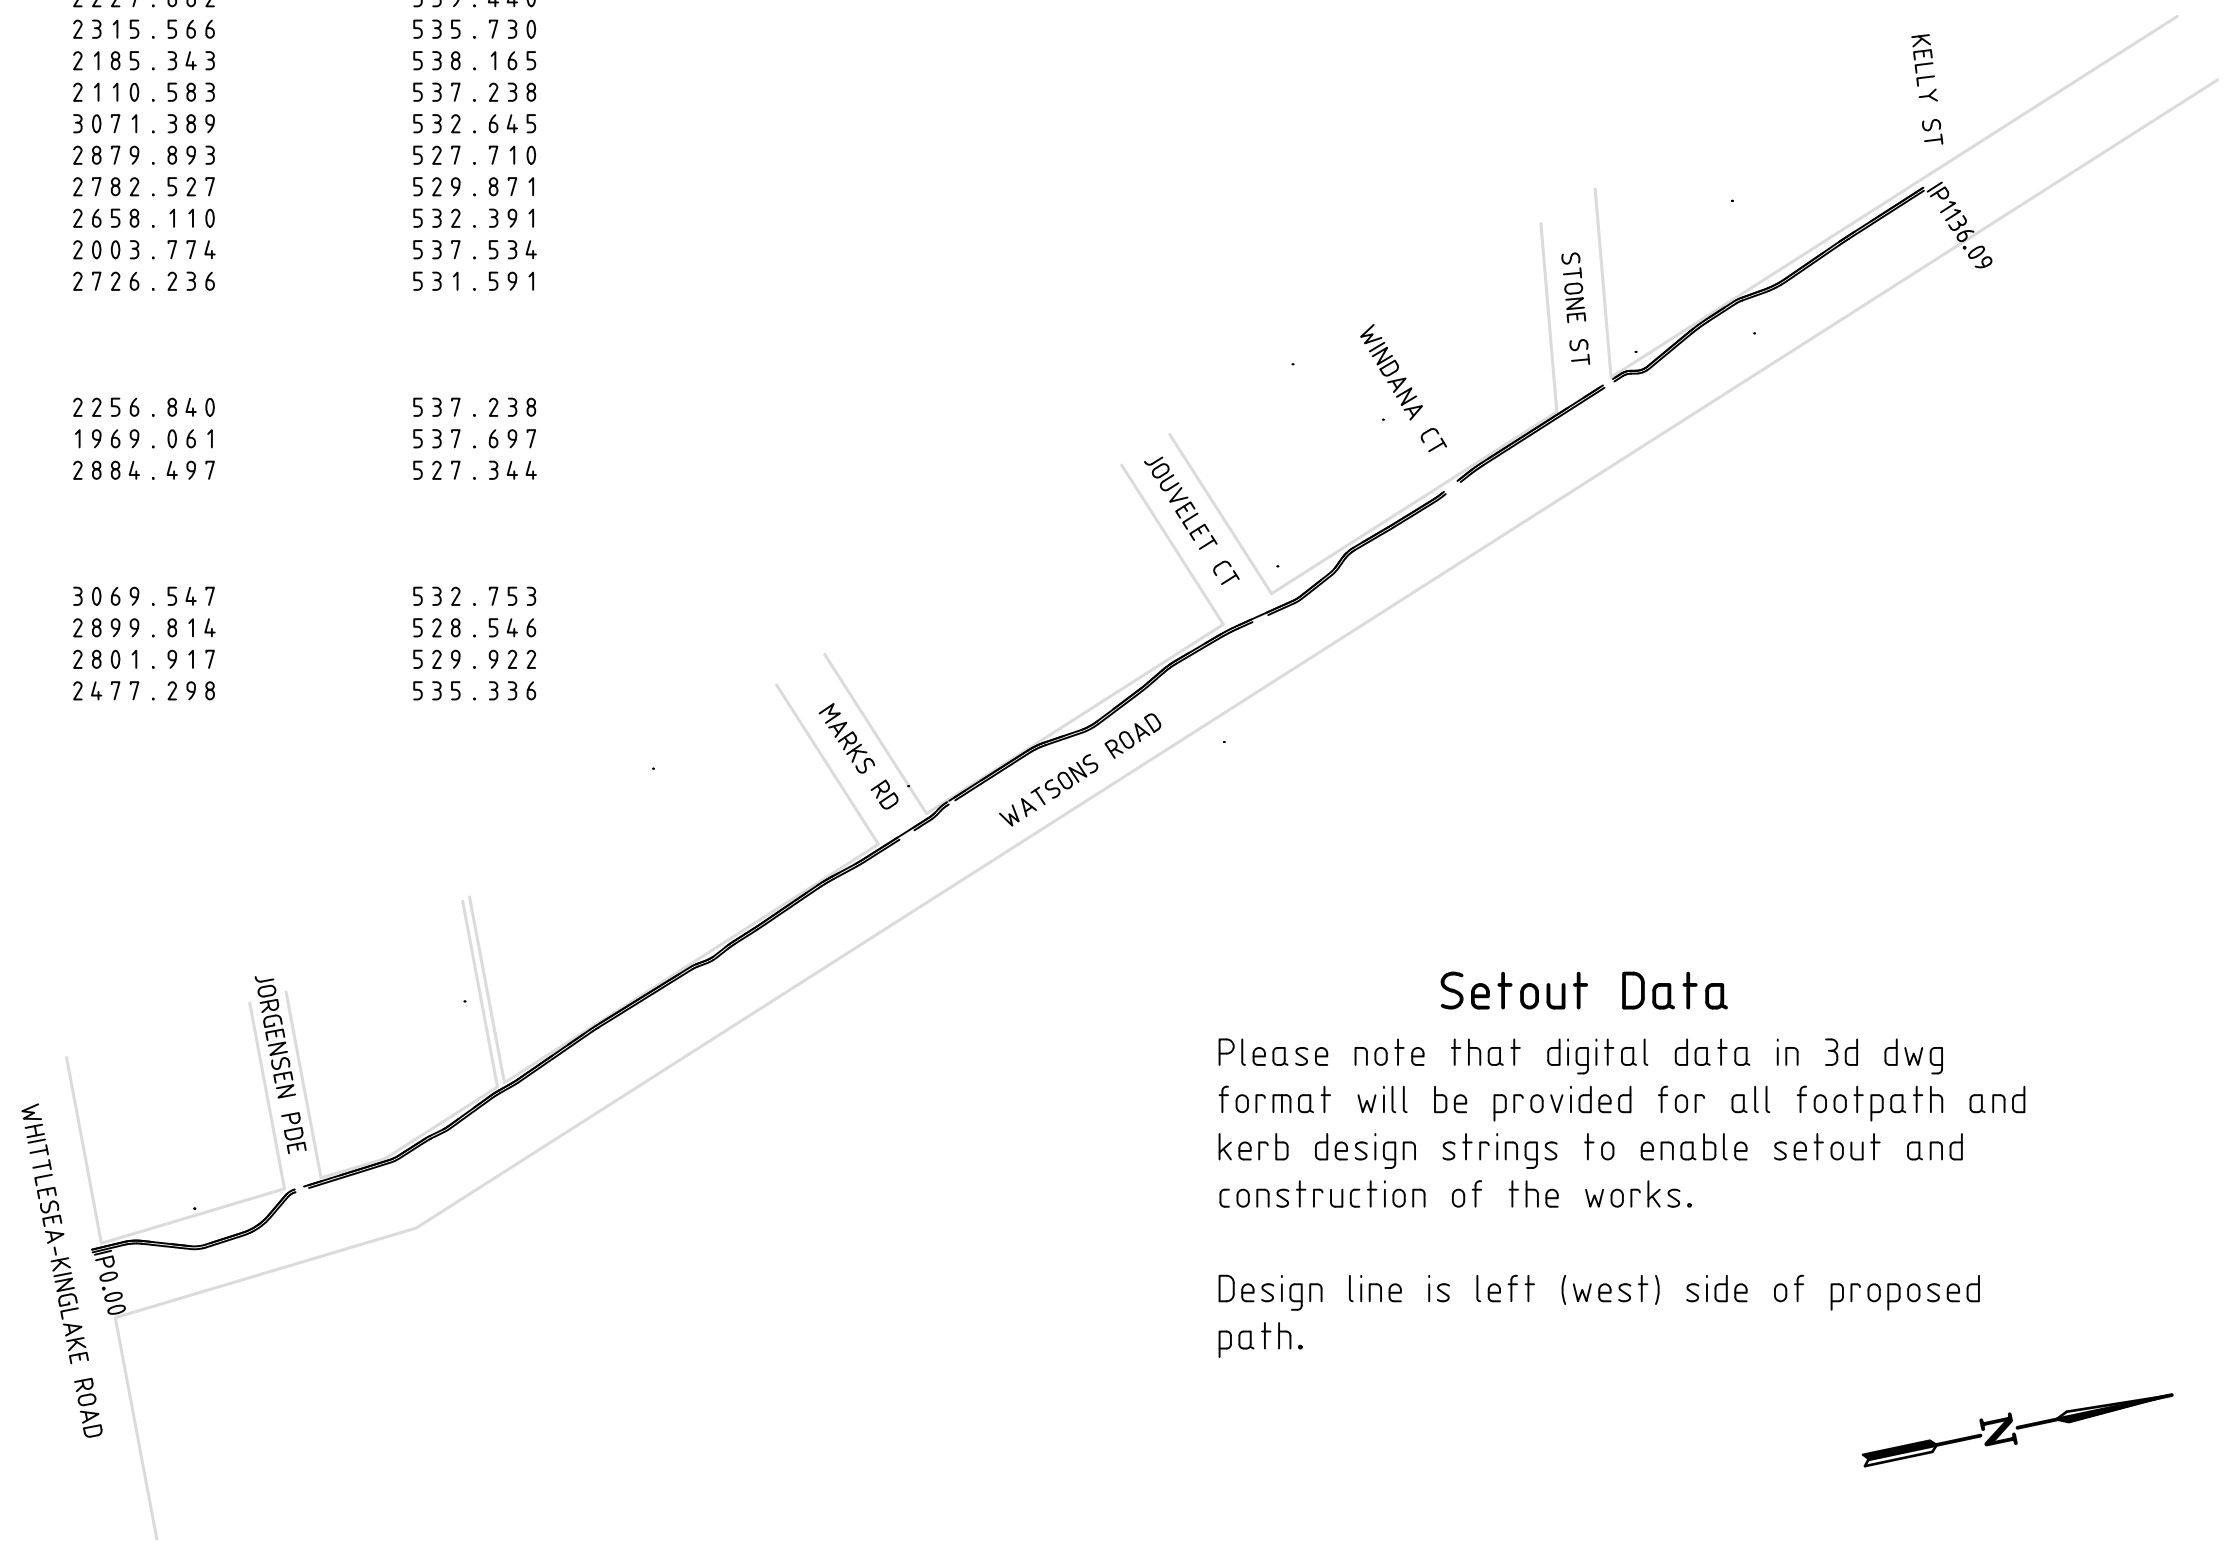 2315.566 535.730
2185.343 538.165
2110.583 537.238
3071.389 532.645
2879.893 527.710
2782.527 529.871
2658.110 532.391
2003.774 537.534
2726.236 531.591
2256.840 537.238
1969.061 537.697
2884.497 527.344
3069.547 532.753
2899.814 528.546
2801.917 529.922
2477.298 535.336
KELLY ST
IP1136.09
STONE ST
WINDANA CT
JOUVELET CT
MARKS RD
WATSONS ROAD
JORGENSEN PDE
WHITTLESEA-KINGLAKE ROAD
IP0.00
Setout Data
Please note that digital data in 3d dwg
format will be provided for all footpath and
kerb design strings to enable setout and
construction of the works.
Design line is left (west) side of proposed
path.
N